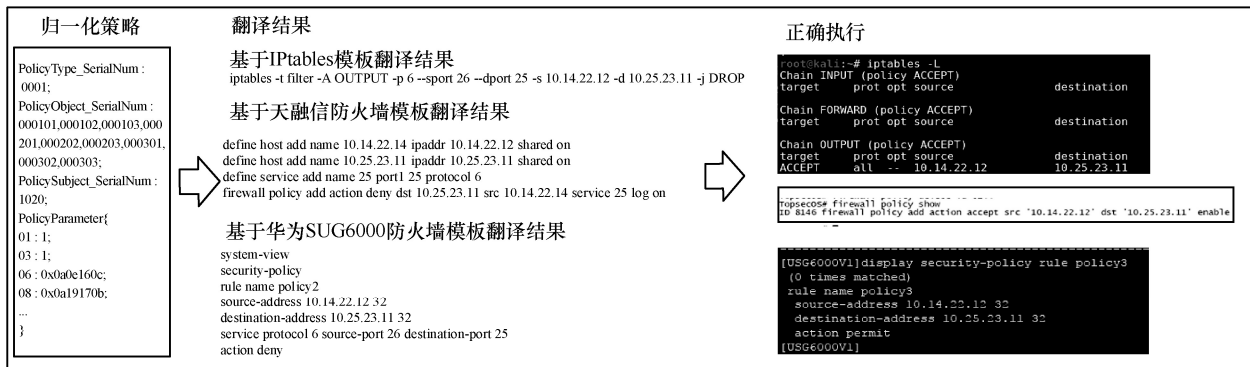 归一化策略
PolicyType_SerialNum :
0001;
PolicyObject_SerialNum :
000101,000102,000103,000
201,000202,000203,000301,
000302,000303;
PolicySubject_SerialNum :
1020;
PolicyParameter{
01 : 1;
03 : 1;
06 : 0x0a0e160c;
08 : 0x0a19170b;
...
}
翻译结果
基于IPtables模板翻译结果
iptables -t filter -A OUTPUT -p 6 --sport 26 --dport 25 -s 10.14.22.12 -d 10.25.23.11 -j DROP
基于天融信防火墙模板翻译结果
define host add name 10.14.22.14 ipaddr 10.14.22.12 shared on
define host add name 10.25.23.11 ipaddr 10.25.23.11 shared on
define service add name 25 port1 25 protocol 6
firewall policy add action deny dst 10.25.23.11 src 10.14.22.14 service 25 log on
基于华为SUG6000防火墙模板翻译结果
system-view
security-policy
rule name policy2
source-address 10.14.22.12 32
destination-address 10.25.23.11 32
service protocol 6 source-port 26 destination-port 25
action deny
正确执行
root@kali:~# iptables -L
Chain INPUT (policy ACCEPT)
target prot opt source destination
Chain FORWARD (policy ACCEPT)
target prot opt source destination
Chain OUTPUT (policy ACCEPT)
target prot opt source destination
ACCEPT all -- 10.14.22.12 10.25.23.11
TopsecOS# firewall policy show
ID 8146 firewall policy add action accept src '10.14.22.12' dst '10.25.23.11' enable
[USG6000V1]display security-policy rule policy3
(0 times matched)
rule name policy3
source-address 10.14.22.12 32
destination-address 10.25.23.11 32
action permit
[USG6000V1]